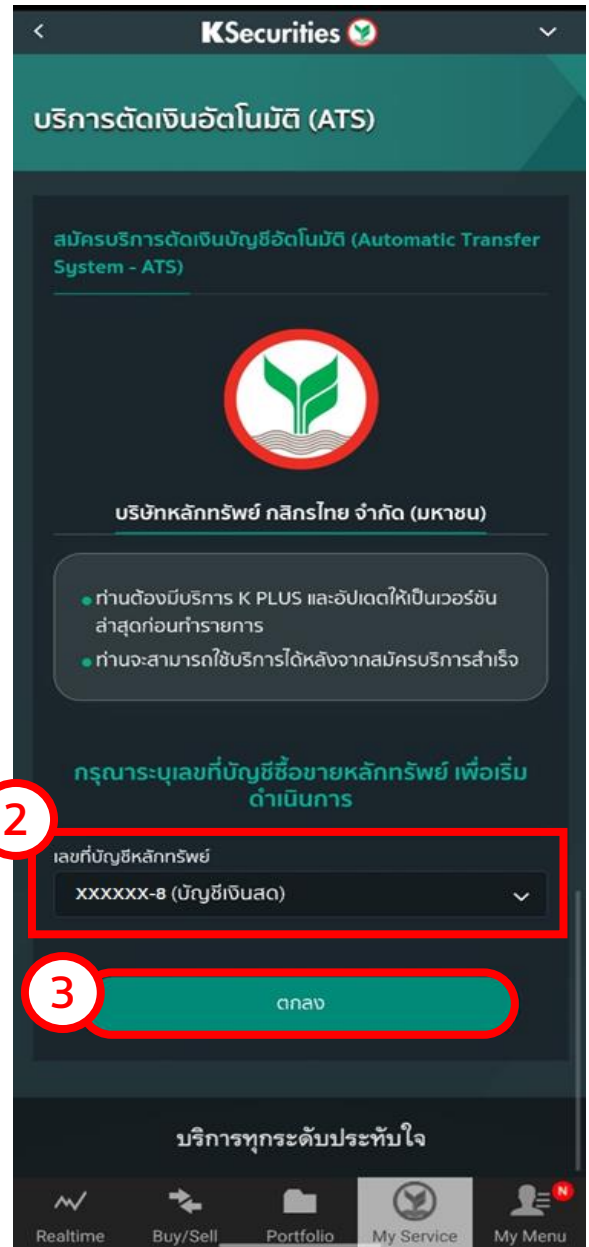 KSecurities
บริการตัดเงินอัตโนมัติ (ATS)
สมัครบริการตัดเงินบัญชีอัตโนมัติ (Automatic Transfer
System - ATS)
บริษัทหลักทรัพย์ กสิกรไทย จำกัด (มหาชน)
ท่านต้องมีบริการ K PLUS และอัปเดตให้เป็นเวอร์ชัน
ล่าสุดก่อนทำรายการ
ท่านจะสามารถใช้บริการได้หลังจากสมัครบริการสำเร็จ
กรุณาระบุเลขที่บัญชีซื้อขายหลักทรัพย์ เพื่อเริ่ม
ดำเนินการ
2
เลขที่บัญชีหลักทรัพย์
XXXXXX-8 (บัญชีเงินสด)
3
ตกลง
บริการทุกระดับประทับใจ
N
Realtime Buy/Sell Portfolio My Service My Menu